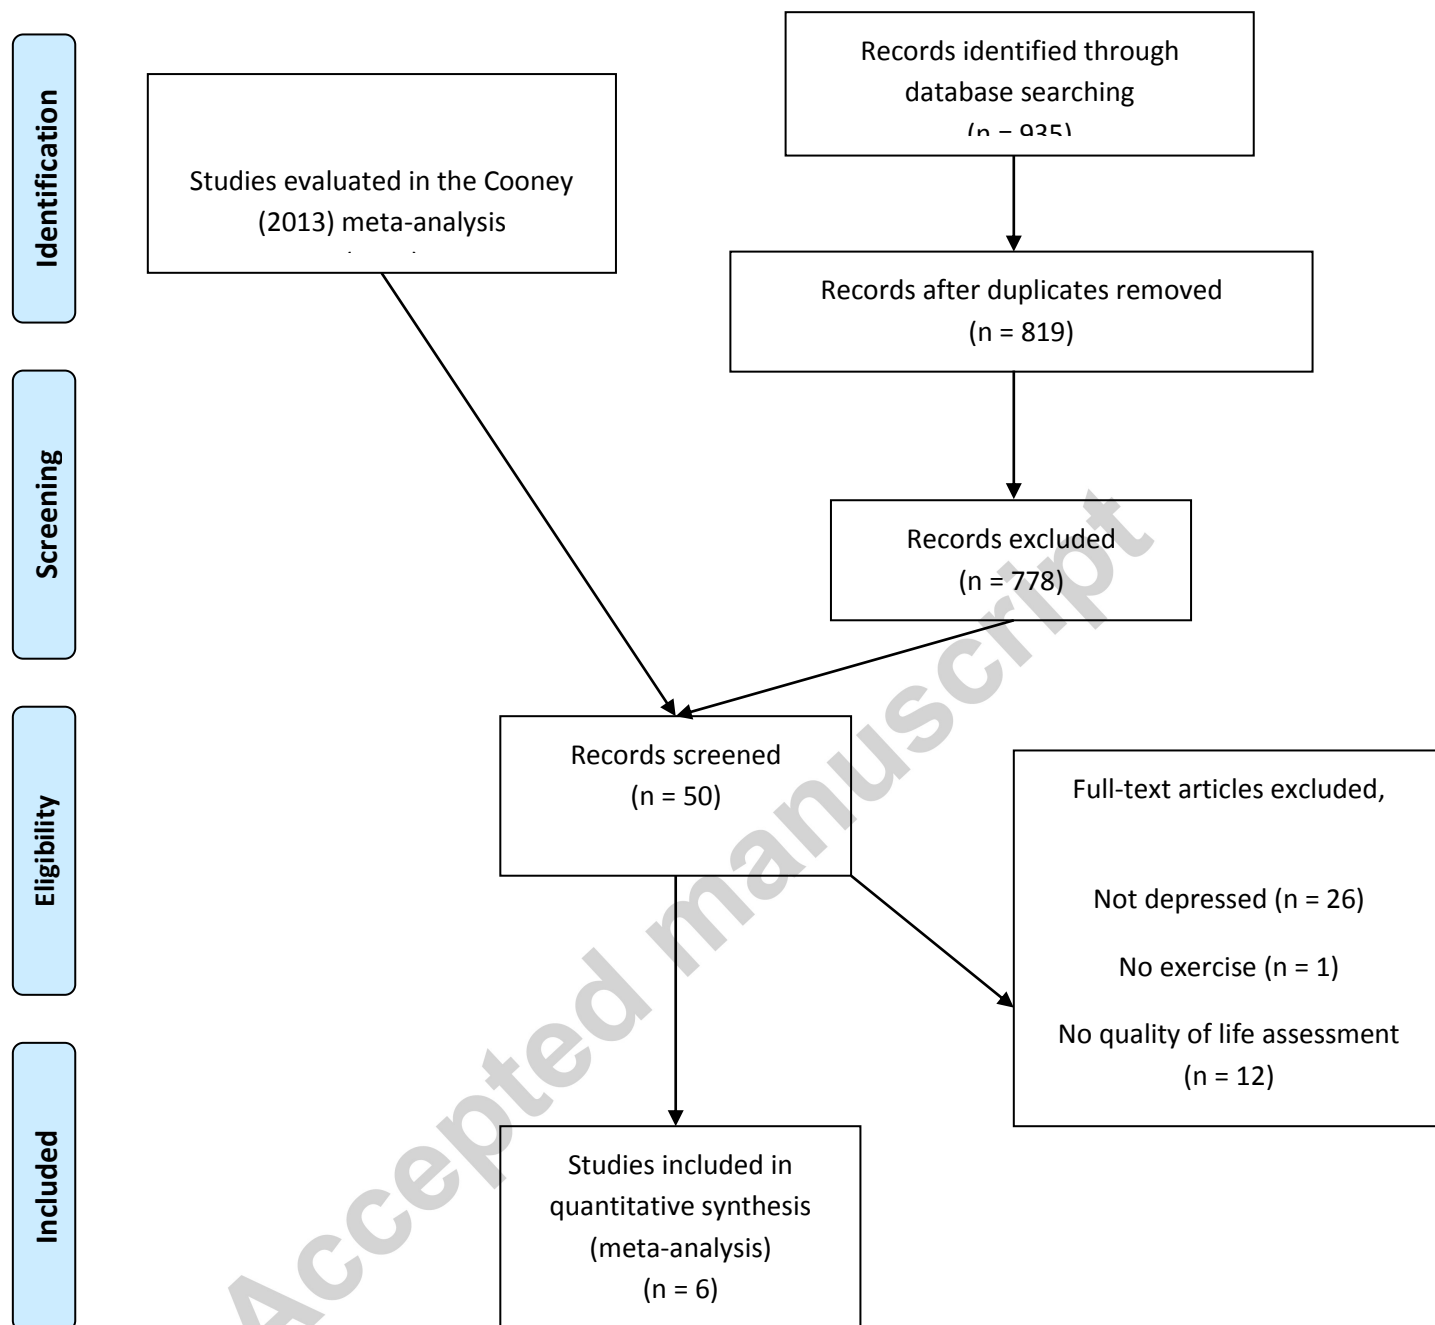 Identification
Records identified through
database searching
(n = 935)
Studies evaluated in the Cooney
(2013) meta-analysis
Records after duplicates removed
(n = 819)
Screening
Records excluded
(n = 778)
Eligibility
Records screened
(n = 50)
Full-text articles excluded,
Not depressed (n = 26)
No exercise (n = 1)
No quality of life assessment
(n = 12)
Included
Studies included in
quantitative synthesis
(meta-analysis)
(n = 6)
Accepted manuscript